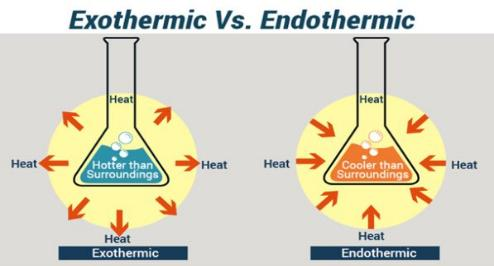 Exothermic Vs. Endothermic
Heat
Heat
Hotter than
Surroundings
Heat
Heat
Exothermic
Heat
Heat
Cooler than
Surroundings
Heat
Heat
Endothermic